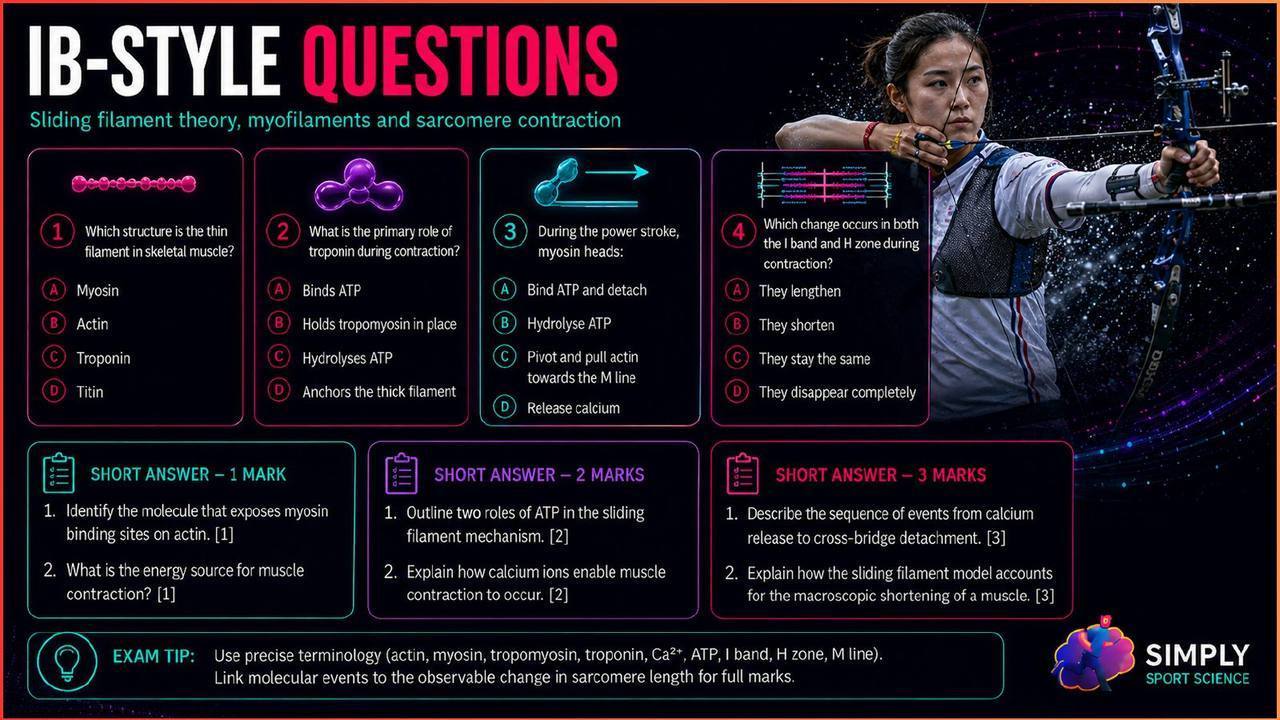 IB-STYLE QUESTIONS
Sliding filament theory, myofilaments and sarcomere contraction
1
Which structure is the thin
filament in skeletal muscle?
A Myosin
B Actin
C Troponin
D Titin
2
What is the primary role of
troponin during contraction?
A Binds ATP
B Holds tropomyosin in place
C Hydrolyses ATP
D Anchors the thick filament
3
During the power stroke,
myosin heads:
A Bind ATP and detach
B Hydrolyse ATP
C Pivot and pull actin
towards the M line
D Release calcium
4
Which change occurs in both
the I band and H zone during
contraction?
A They lengthen
B They shorten
C They stay the same
D They disappear completely
SHORT ANSWER – 1 MARK
1. Identify the molecule that exposes myosin
binding sites on actin. [1]
2. What is the energy source for muscle
contraction? [1]
SHORT ANSWER – 2 MARKS
1. Outline two roles of ATP in the sliding
filament mechanism. [2]
2. Explain how calcium ions enable muscle
contraction to occur. [2]
SHORT ANSWER – 3 MARKS
1. Describe the sequence of events from calcium
release to cross-bridge detachment. [3]
2. Explain how the sliding filament model accounts
for the macroscopic shortening of a muscle. [3]
EXAM TIP: Use precise terminology (actin, myosin, tropomyosin, troponin, Ca²⁺, ATP, I band, H zone, M line).
Link molecular events to the observable change in sarcomere length for full marks.
SIMPLY
SPORT SCIENCE